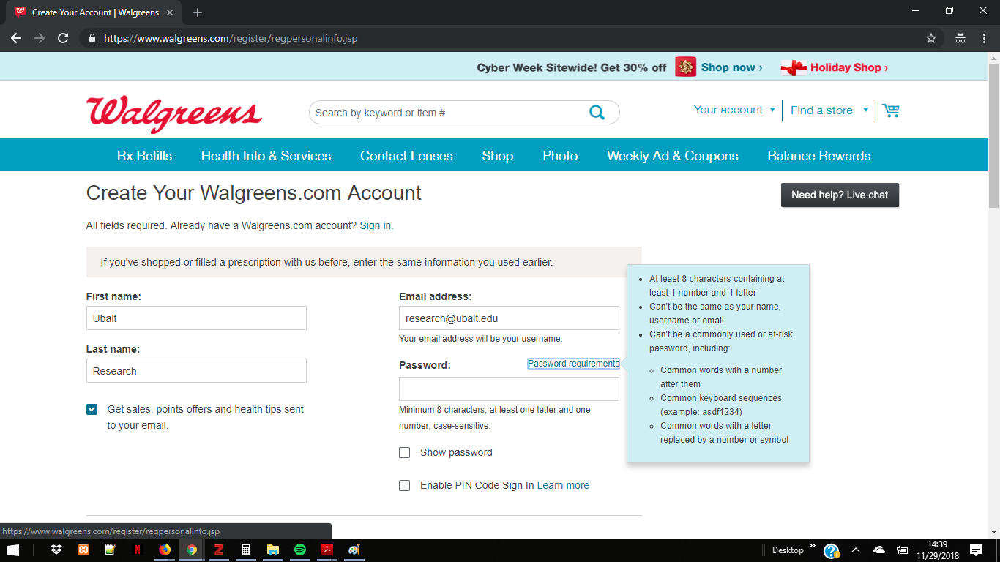 Create Your Account | Walgreens
https://www.walgreens.com/register/regpersonalinfo.jsp
Cyber Week Sitewide! Get 30% off Shop now › Holiday Shop ›
Walgreens
Search by keyword or item #
Your account ▾ Find a store ▾
Rx Refills Health Info & Services Contact Lenses Shop Photo Weekly Ad & Coupons Balance Rewards
Create Your Walgreens.com Account
Need help? Live chat
All fields required. Already have a Walgreens.com account? Sign in.
If you've shopped or filled a prescription with us before, enter the same information you used earlier.
First name:
Ubalt
Last name:
Research
Get sales, points offers and health tips sent
to your email.
Email address:
research@ubalt.edu
Your email address will be your username.
Password:
Password requirements
Minimum 8 characters; at least one letter and one
number; case-sensitive.
Show password
Enable PIN Code Sign In Learn more
• At least 8 characters containing at
least 1 number and 1 letter
• Can't be the same as your name,
username or email
• Can't be a commonly used or at-risk
password, including:
◦ Common words with a number
after them
◦ Common keyboard sequences
(example: asdf1234)
◦ Common words with a letter
replaced by a number or symbol
https://www.walgreens.com/register/regpersonalinfo.jsp
Desktop
14:39
11/29/2018